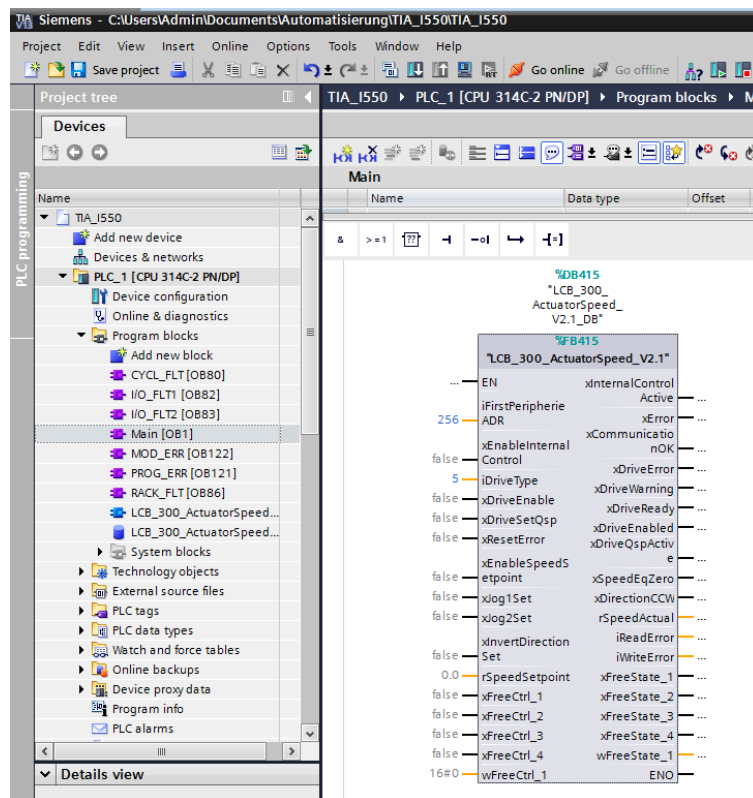 Siemens - C:\Users\Admin\Documents\Automatisierung\TIA_I550\TIA_I550
Project Edit View Insert Online Options Tools Window Help
Save project Go online Go offline
Project tree
TIA_I550 PLC_1 [CPU 314C-2 PN/DP] Program blocks M
Devices
PLC programming
Name
TIA_I550
Add new device
Devices & networks
PLC_1 [CPU 314C-2 PN/DP]
Device configuration
Online & diagnostics
Program blocks
Add new block
CYCL_FLT [OB80]
I/O_FLT1 [OB82]
I/O_FLT2 [OB83]
Main [OB1]
MOD_ERR [OB122]
PROG_ERR [OB121]
RACK_FLT [OB86]
LCB_300_ActuatorSpeed...
LCB_300_ActuatorSpeed...
System blocks
Technology objects
External source files
PLC tags
PLC data types
Watch and force tables
Online backups
Device proxy data
Program info
PLC alarms
Details view
Main
Name Data type Offset
& >=1 ??
%DB415
"LCB_300_
ActuatorSpeed_
V2.1_DB"
%FB415
"LCB_300_ActuatorSpeed_V2.1"
... EN
iFirstPeripherie
256 ADR
xEnableInternal
false Control
5 iDriveType
false xDriveEnable
false xDriveSetQsp
false xResetError
xEnableSpeedS
false etpoint
false xJog1Set
false xJog2Set
xInvertDirection
false Set
0.0 rSpeedSetpoint
false xFreeCtrl_1
false xFreeCtrl_2
false xFreeCtrl_3
false xFreeCtrl_4
16#0 wFreeCtrl_1
xInternalControl
Active ...
xError ...
xCommunicatio
nOK ...
xDriveError ...
xDriveWarning ...
xDriveReady ...
xDriveEnabled ...
xDriveQspActiv
e ...
xSpeedEqZero ...
xDirectionCCW ...
rSpeedActual ...
iReadError ...
iWriteError ...
xFreeState_1 ...
xFreeState_2 ...
xFreeState_3 ...
xFreeState_4 ...
wFreeState_1 ...
ENO